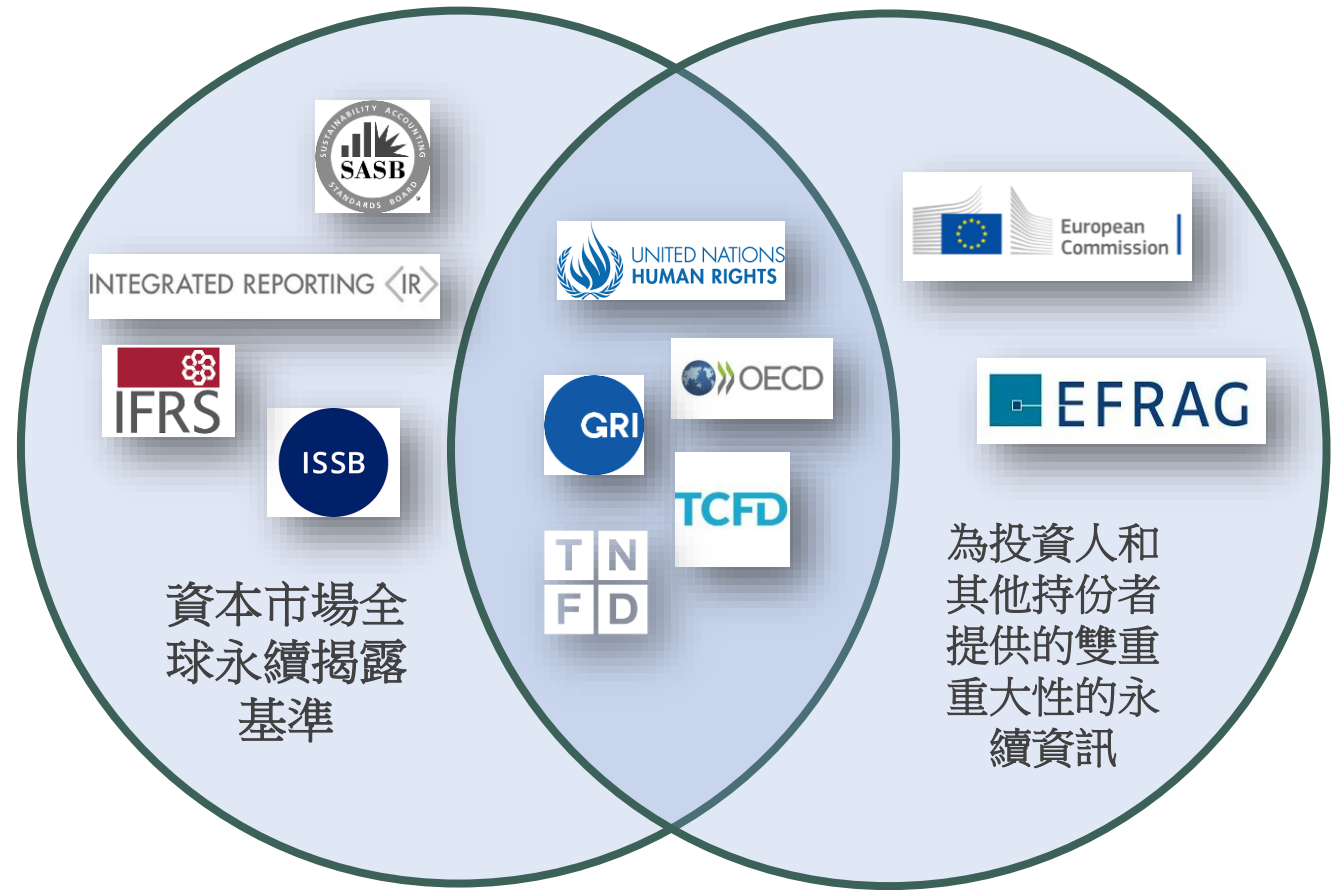 SUSTAINABILITY ACCOUNTING
SASB
STANDARDS BOARD
INTEGRATED REPORTING <IR>
IFRS
ISSB
資本市場全
球永續揭露
基準
UNITED NATIONS
HUMAN RIGHTS
OECD
GRI
TCFD
T N
F D
European
Commission
EFRAG
為投資人和
其他持份者
提供的雙重
重大性的永
續資訊